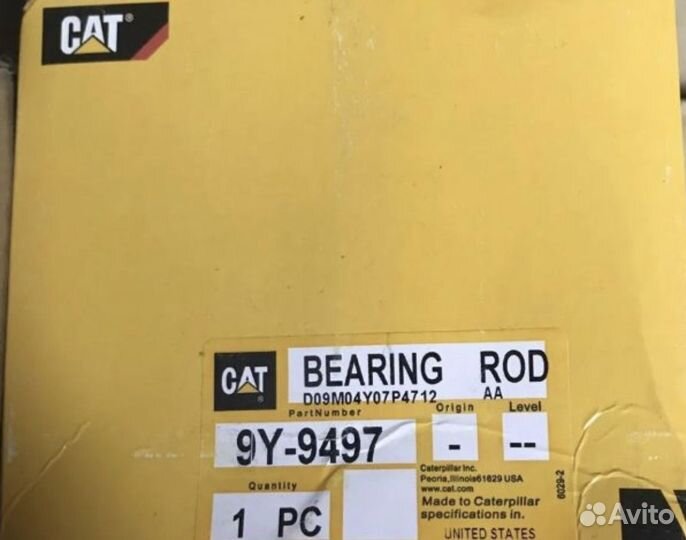 CAT®
CAT
BEARING ROD
D09M04Y07P4712 AA
PartNumber Origin Level
9Y-9497 - --
Quantity
1 PC
Caterpillar Inc.
Peoria,Illinois61629 USA
www.cat.com
Made to Caterpillar
specifications in.
UNITED STATES
6029-2
Avito